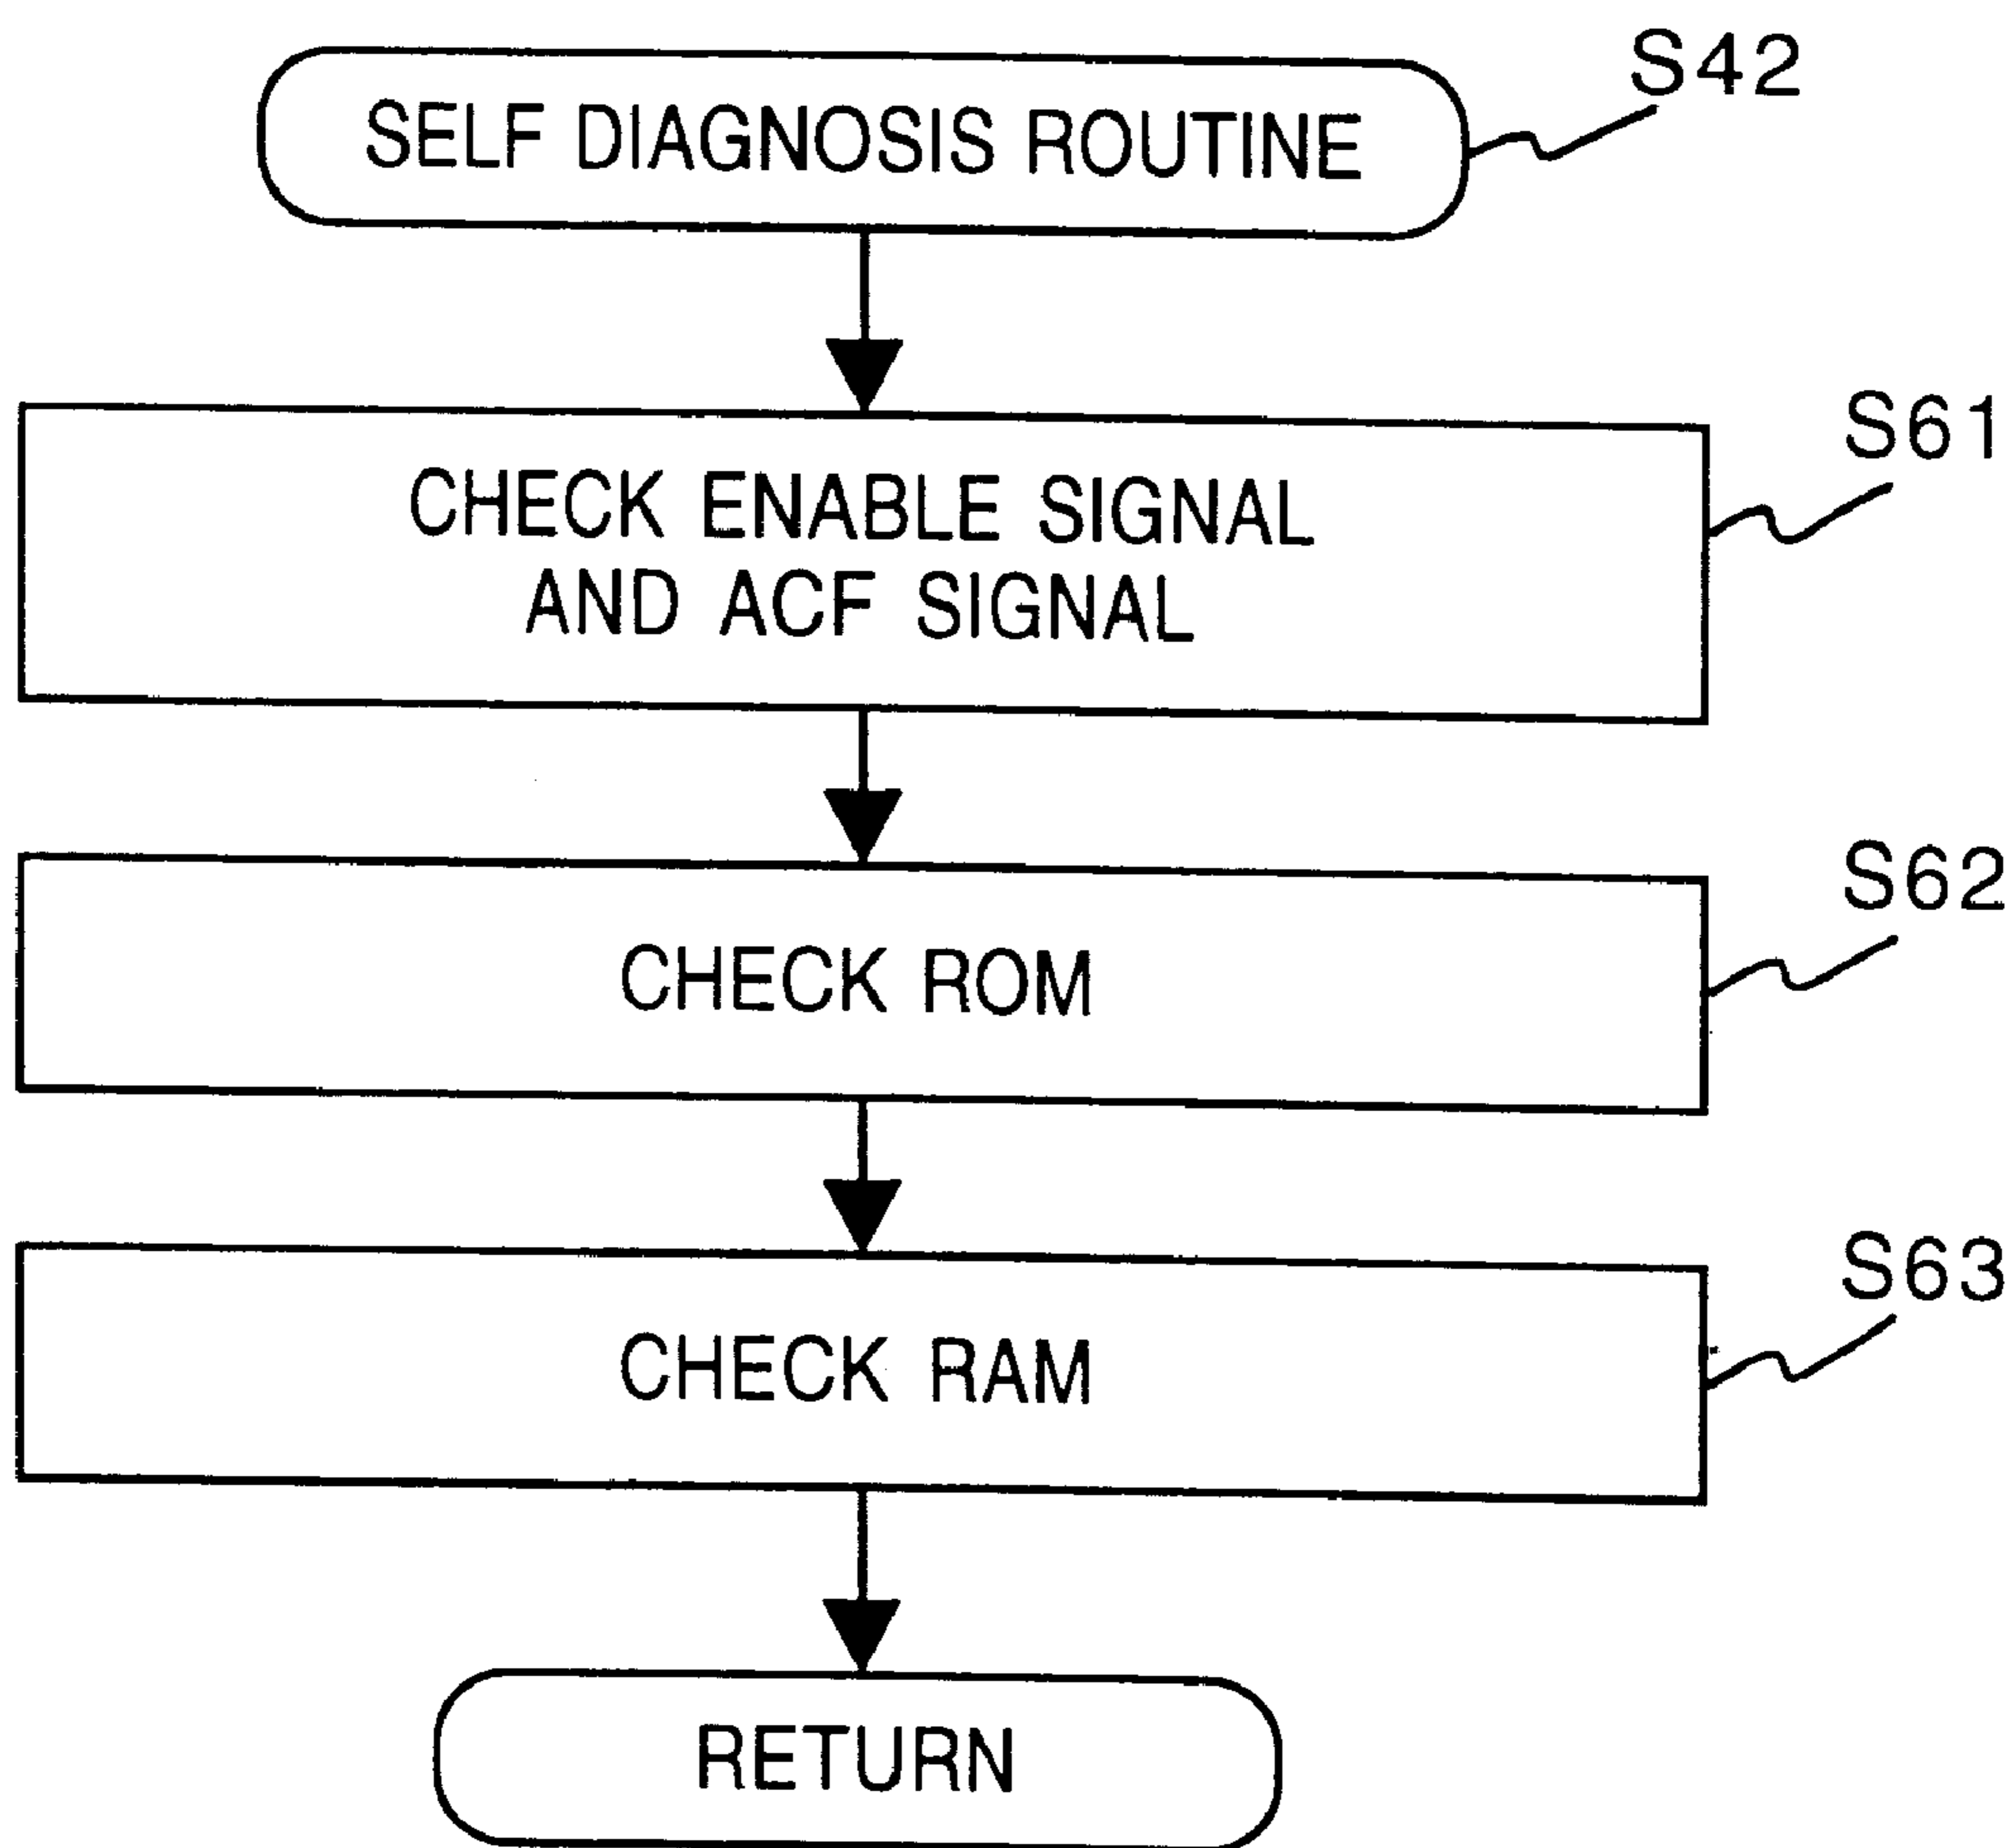 S42
SELF DIAGNOSIS ROUTINE
S61
CHECK ENABLE SIGNAL
AND ACF SIGNAL
S62
CHECK ROM
S63
CHECK RAM
RETURN